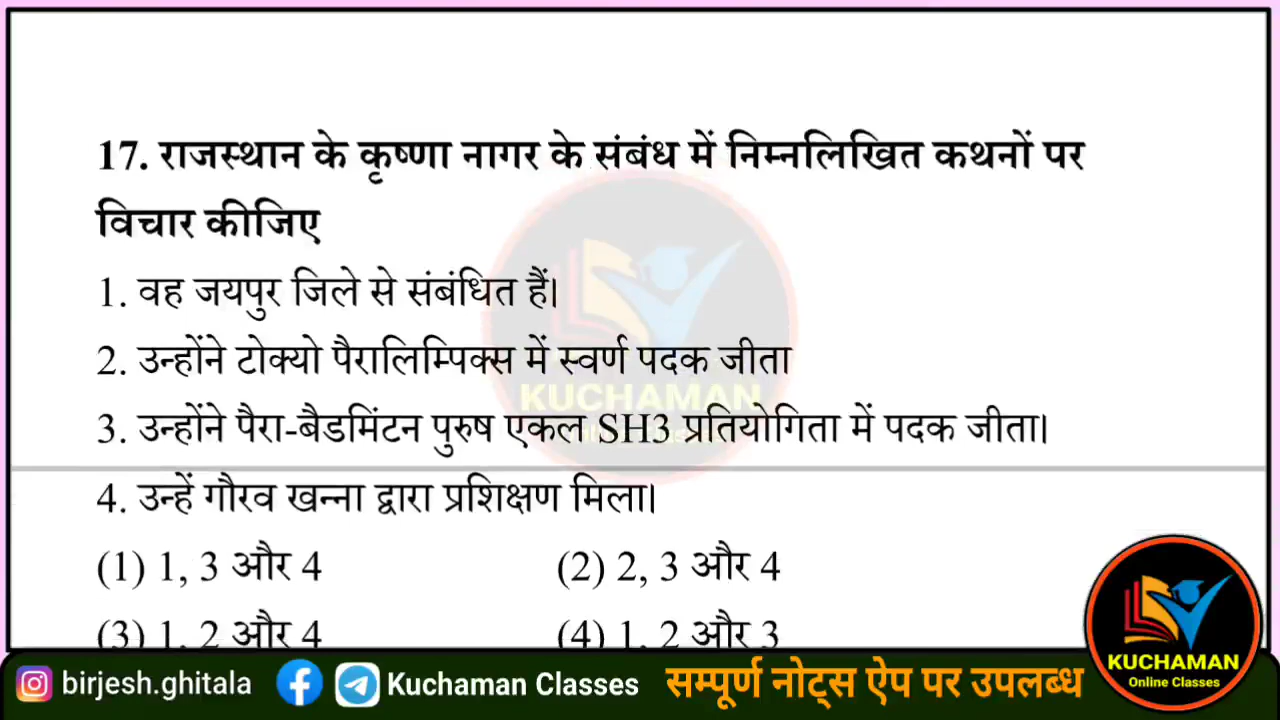 17. राजस्थान के कृष्णा नागर के संबंध में निम्नलिखित कथनों पर
विचार कीजिए
1. वह जयपुर जिले से संबंधित हैं।
2. उन्होंने टोक्यो पैरालिम्पिक्स में स्वर्ण पदक जीता
3. उन्होंने पैरा-बैडमिंटन पुरुष एकल SH3 प्रतियोगिता में पदक जीता।
4. उन्हें गौरव खन्ना द्वारा प्रशिक्षण मिला।
(1) 1, 3 और 4 (2) 2, 3 और 4
(3) 1, 2 और 4 (4) 1, 2 और 3
KUCHAMAN
KUCHAMAN
Online Classes
birjesh.ghitala Kuchaman Classes सम्पूर्ण नोट्स ऐप पर उपलब्ध